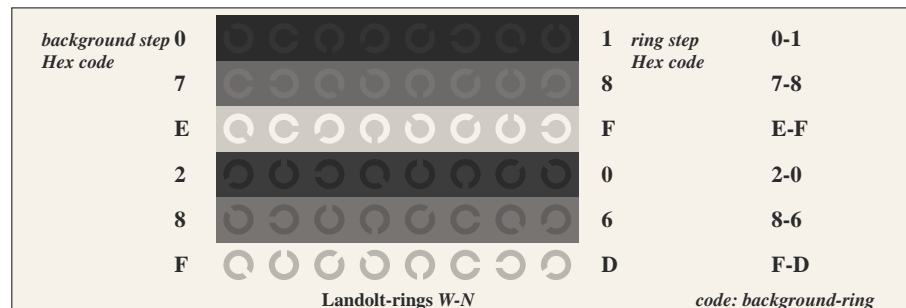 background step 0 1 ring step 0-1
Hex code Hex code
7 8 7-8
E F E-F
2 0 2-0
8 6 8-6
F D F-D
Landolt-rings W-N code: background-ring